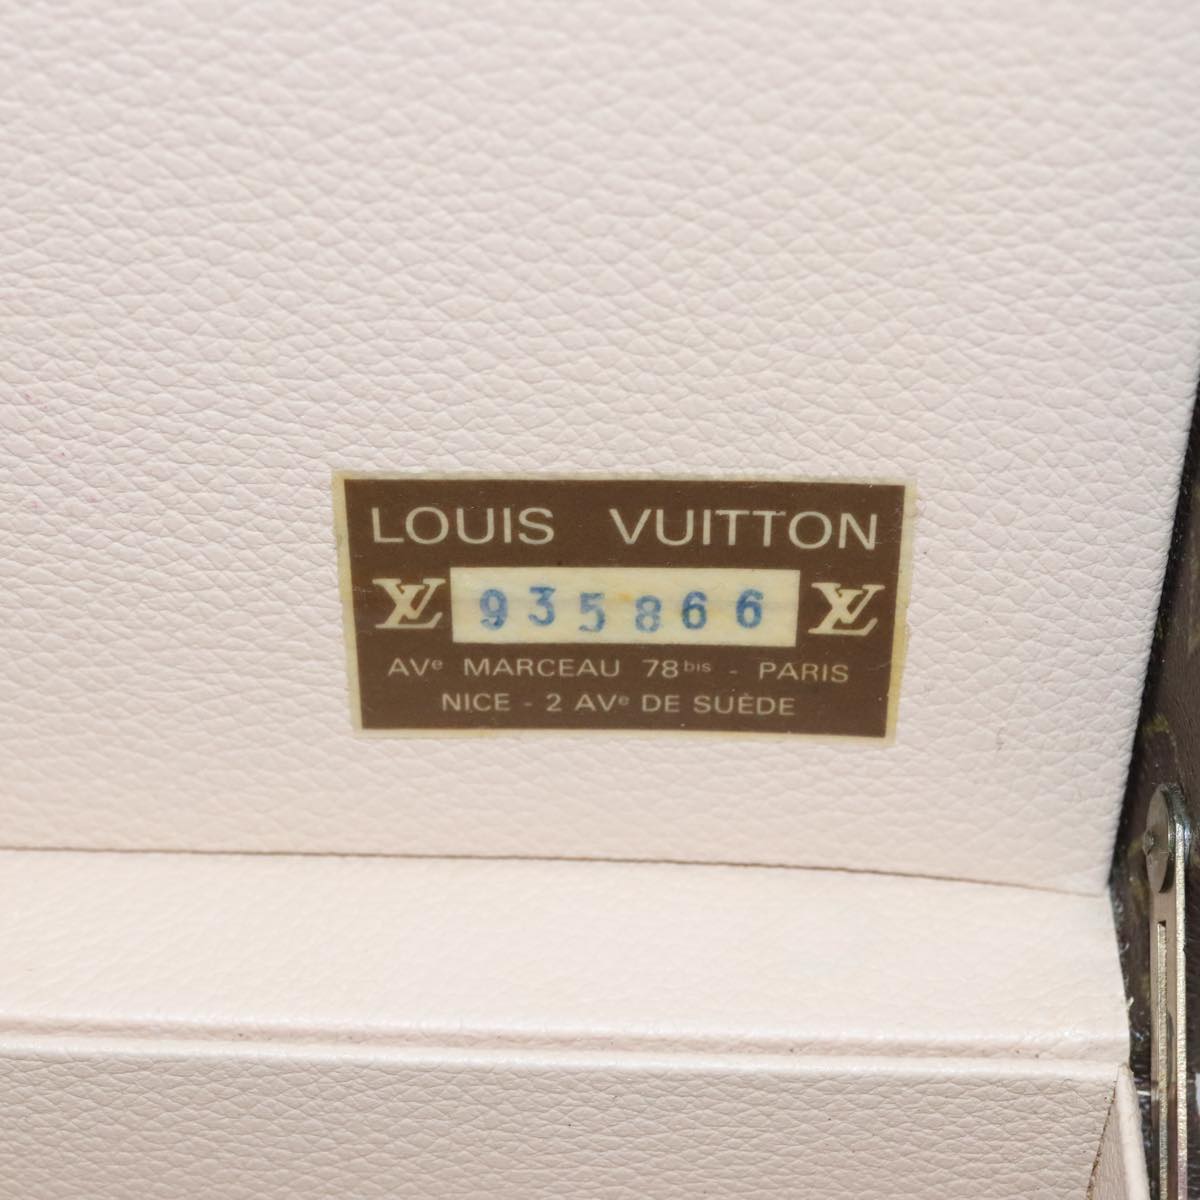 LOUIS VUITTON
LV 935866 LV
AVe MARCEAU 78bis - PARIS
NICE - 2 AVe DE SUÈDE